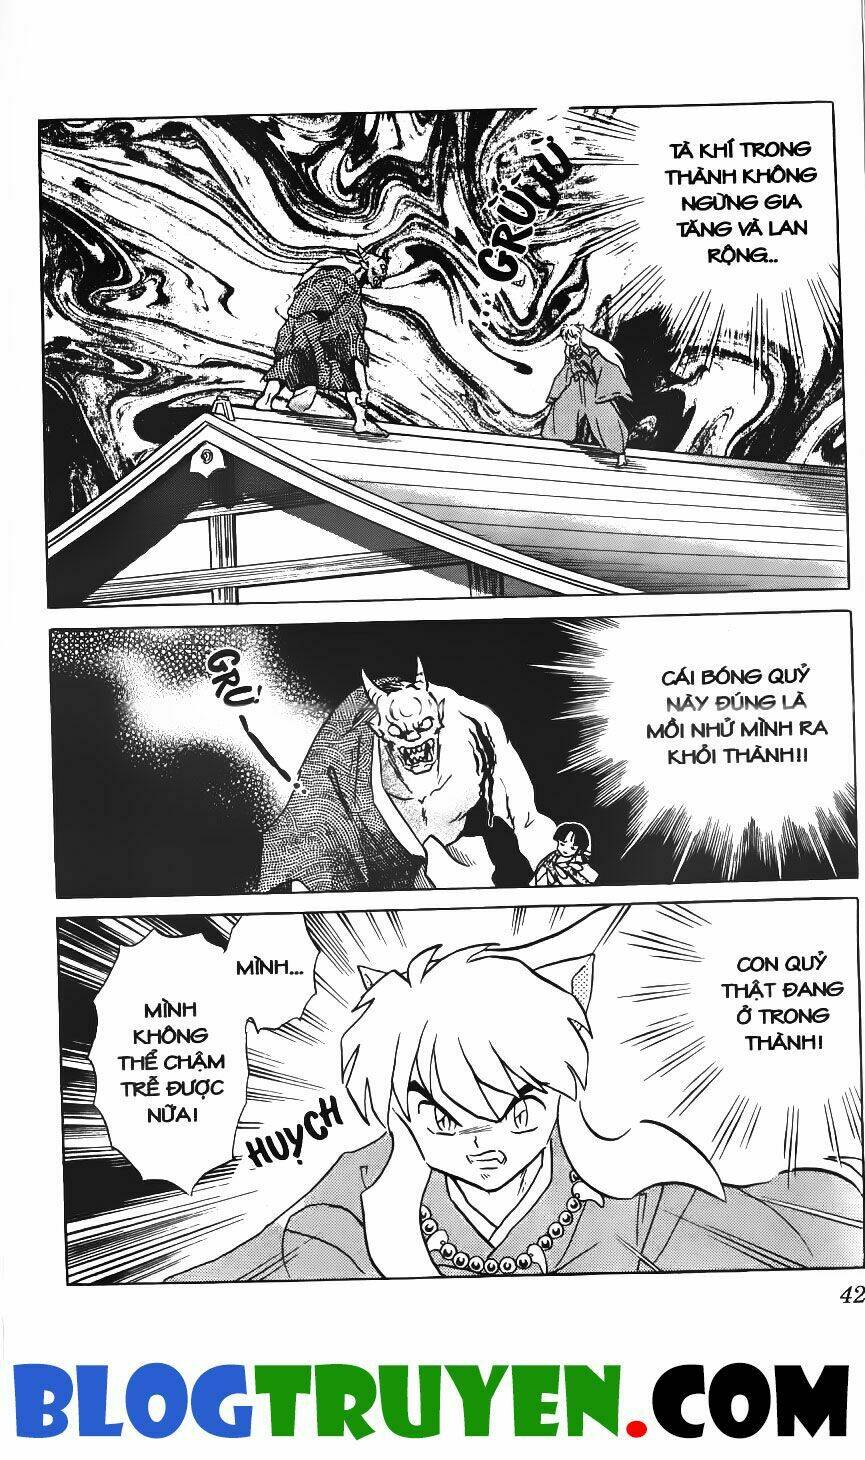 TÀ KHÍ TRONG
THÀNH KHÔNG
NGỪNG GIA
TĂNG VÀ LAN
RỘNG...
... GRỪ Ừ Ừ
CÁI BÓNG QUỶ
NÀY ĐÚNG LÀ
MỒI NHỬ MÌNH RA
KHỎI THÀNH!!
GRỪ
CON QUỶ
THẬT ĐANG
Ở TRONG
THÀNH!
MÌNH...
MÌNH
KHÔNG
THỂ CHẬM
TRỄ ĐƯỢC
NỮA!
HUỴCH
42
BLOGTRUYEN.COM